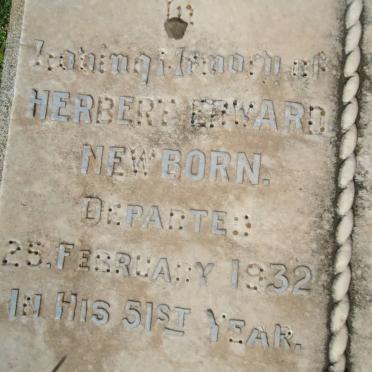 In Loving Memory of
HERBERT EDWARD
NEWBORN.
DEPARTED
25. FEBRUARY 1932
IN HIS 51ST YEAR.